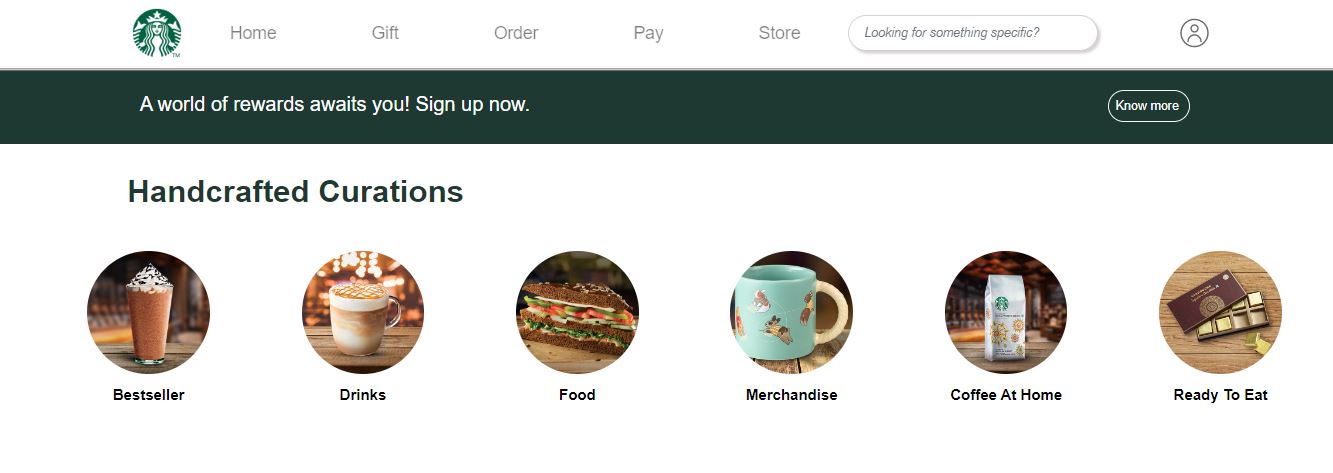 Home Gift Order Pay Store Looking for something specific?
A world of rewards awaits you! Sign up now. Know more
Handcrafted Curations
Bestseller Drinks Food Merchandise Coffee At Home Ready To Eat